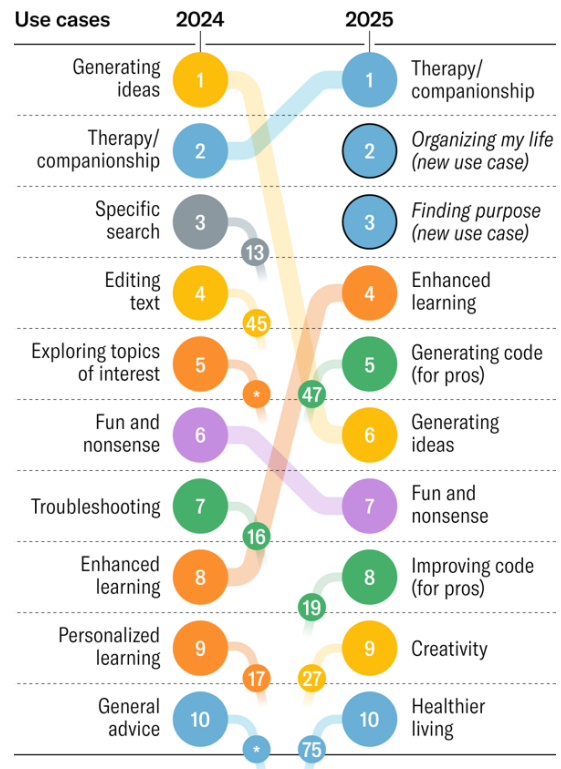 Use cases 2024 2025
Generating
ideas
1
1
Therapy/
companionship
Therapy/
companionship
2
2
Organizing my life
(new use case)
Specific
search
3
13
3
Finding purpose
(new use case)
Editing
text
4
45
4
Enhanced
learning
Exploring topics
of interest
5
*
47
5
Generating code
(for pros)
Fun and
nonsense
6
6
Generating
ideas
Troubleshooting
7
16
7
Fun and
nonsense
Enhanced
learning
8
19
8
Improving code
(for pros)
Personalized
learning
9
17
27
9
Creativity
General
advice
10
*
75
10
Healthier
living